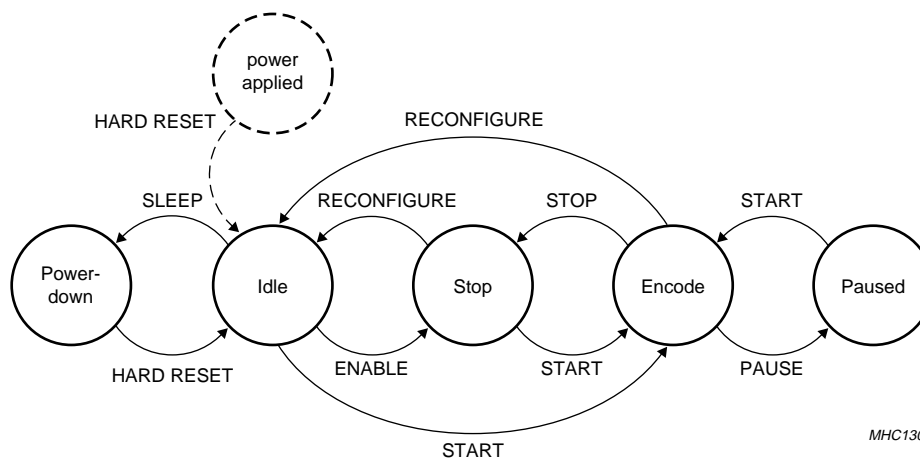 power
applied
HARD RESET
RECONFIGURE
SLEEP
RECONFIGURE
STOP
START
Power-
down
Idle
Stop
Encode
Paused
HARD RESET
ENABLE
START
PAUSE
START
MHC130